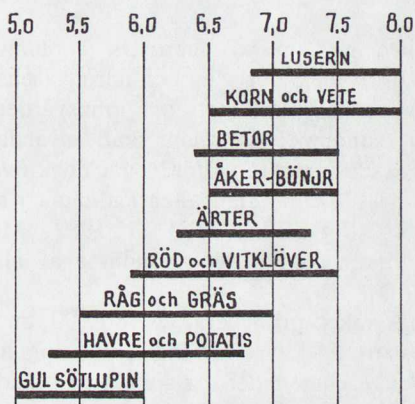 5,0 5,5 6,0 6,5 7,0 7,5 8,0
LUSERN
KORN och VETE
BETOR
ÅKER-BÖNOR
ÄRTER
RÖD och VITKLÖVER
RÅG och GRÄS
HAVRE och POTATIS
GUL SÖTLUPIN